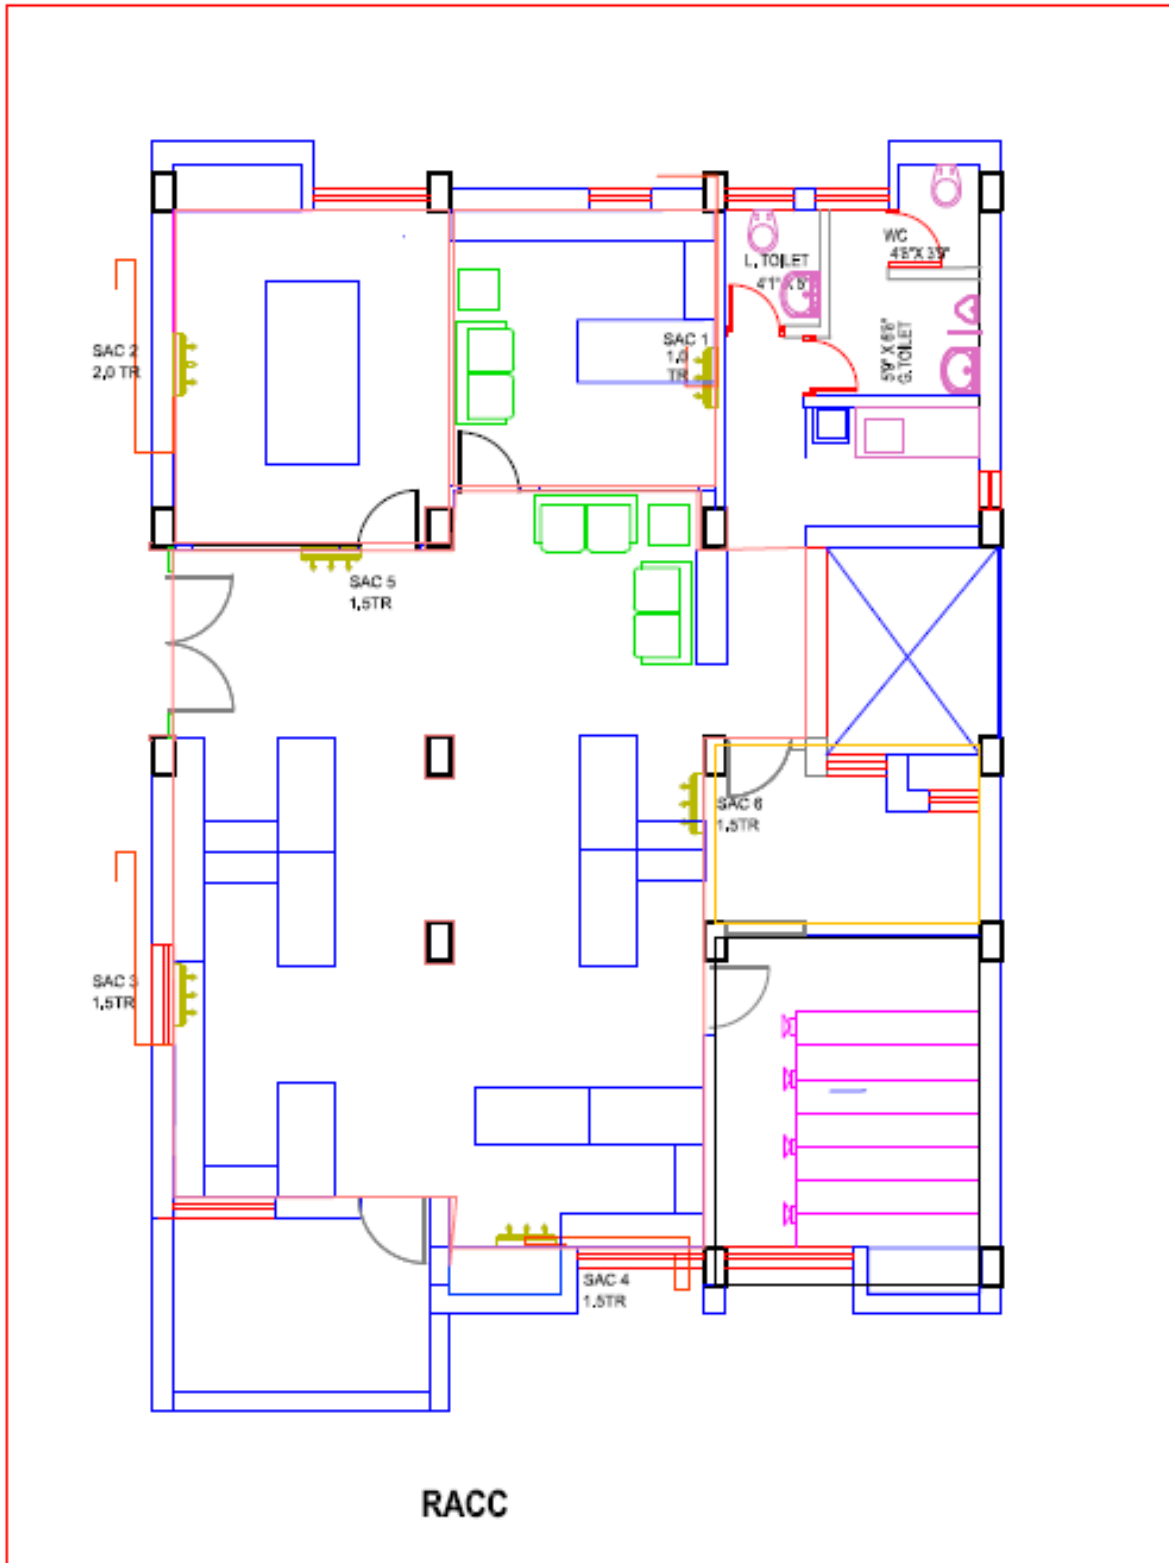 WC
4'6"X 3'9"
L. TOILET
4'1" X 5'
SAC 1
1.0
TR
SAC 2
2.0 TR
5'9" X 6'6"
G. TOILET
SAC 5
1.5TR
SAC 6
1.5TR
SAC 3
1.5TR
SAC 4
1.5TR
RACC